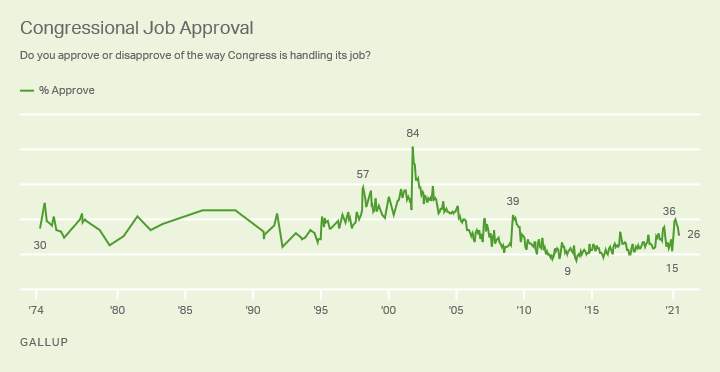 Congressional Job Approval
Do you approve or disapprove of the way Congress is handling its job?
% Approve
84
57
39
36
26
30
15
9
'74 '80 '85 '90 '95 '00 '05 '10 '15 '21
GALLUP